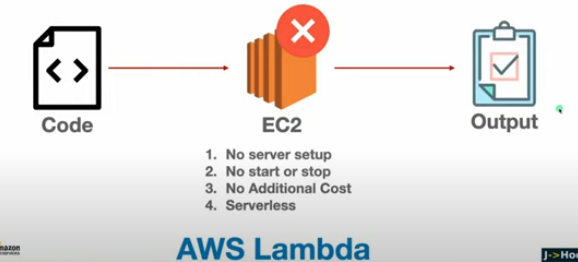 Code
EC2
Output
1. No server setup
2. No start or stop
3. No Additional Cost
4. Serverless
AWS Lambda